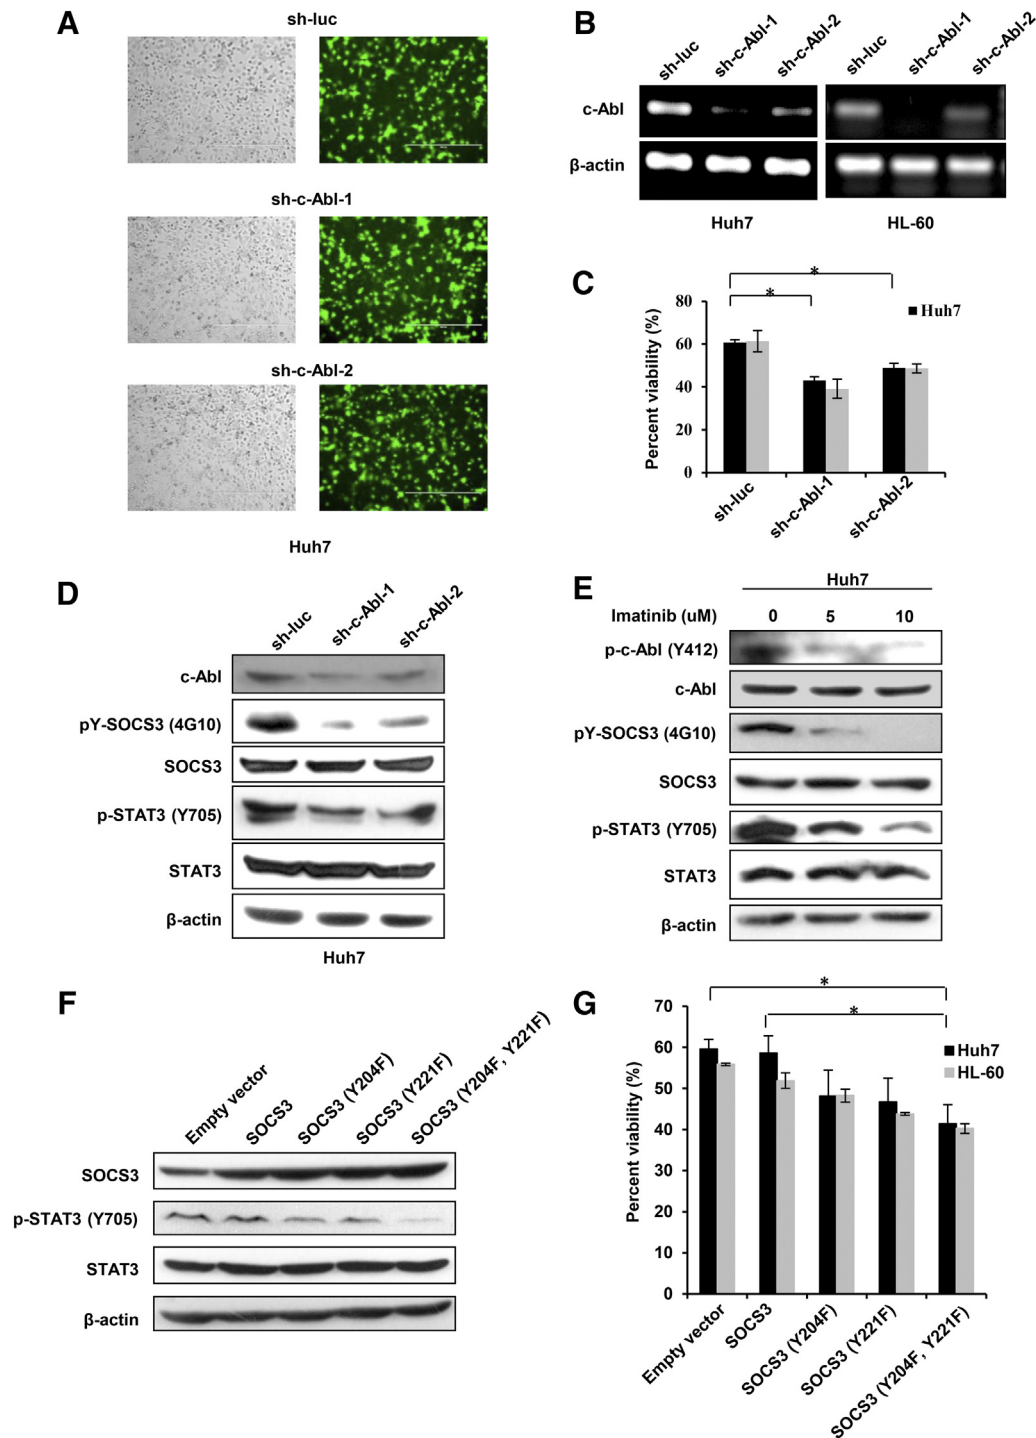 A
sh-luc
sh-c-Abl-1
sh-c-Abl-2
Huh7
B
sh-luc
sh-c-Abl-1
sh-c-Abl-2
sh-luc
sh-c-Abl-1
sh-c-Abl-2
c-Abl
β-actin
Huh7
HL-60
C
*
*
Huh7
Percent viability (%)
80
60
40
20
0
sh-luc
sh-c-Abl-1
sh-c-Abl-2
D
sh-luc
sh-c-Abl-1
sh-c-Abl-2
c-Abl
pY-SOCS3 (4G10)
SOCS3
p-STAT3 (Y705)
STAT3
β-actin
Huh7
E
Huh7
Imatinib (uM) 0 5 10
p-c-Abl (Y412)
c-Abl
pY-SOCS3 (4G10)
SOCS3
p-STAT3 (Y705)
STAT3
β-actin
F
Empty vector
SOCS3
SOCS3 (Y204F)
SOCS3 (Y221F)
SOCS3 (Y204F, Y221F)
SOCS3
p-STAT3 (Y705)
STAT3
β-actin
G
*
*
Huh7
HL-60
Percent viability (%)
70
60
50
40
30
20
10
0
Empty vector
SOCS3
SOCS3 (Y204F)
SOCS3 (Y221F)
SOCS3 (Y204F, Y221F)